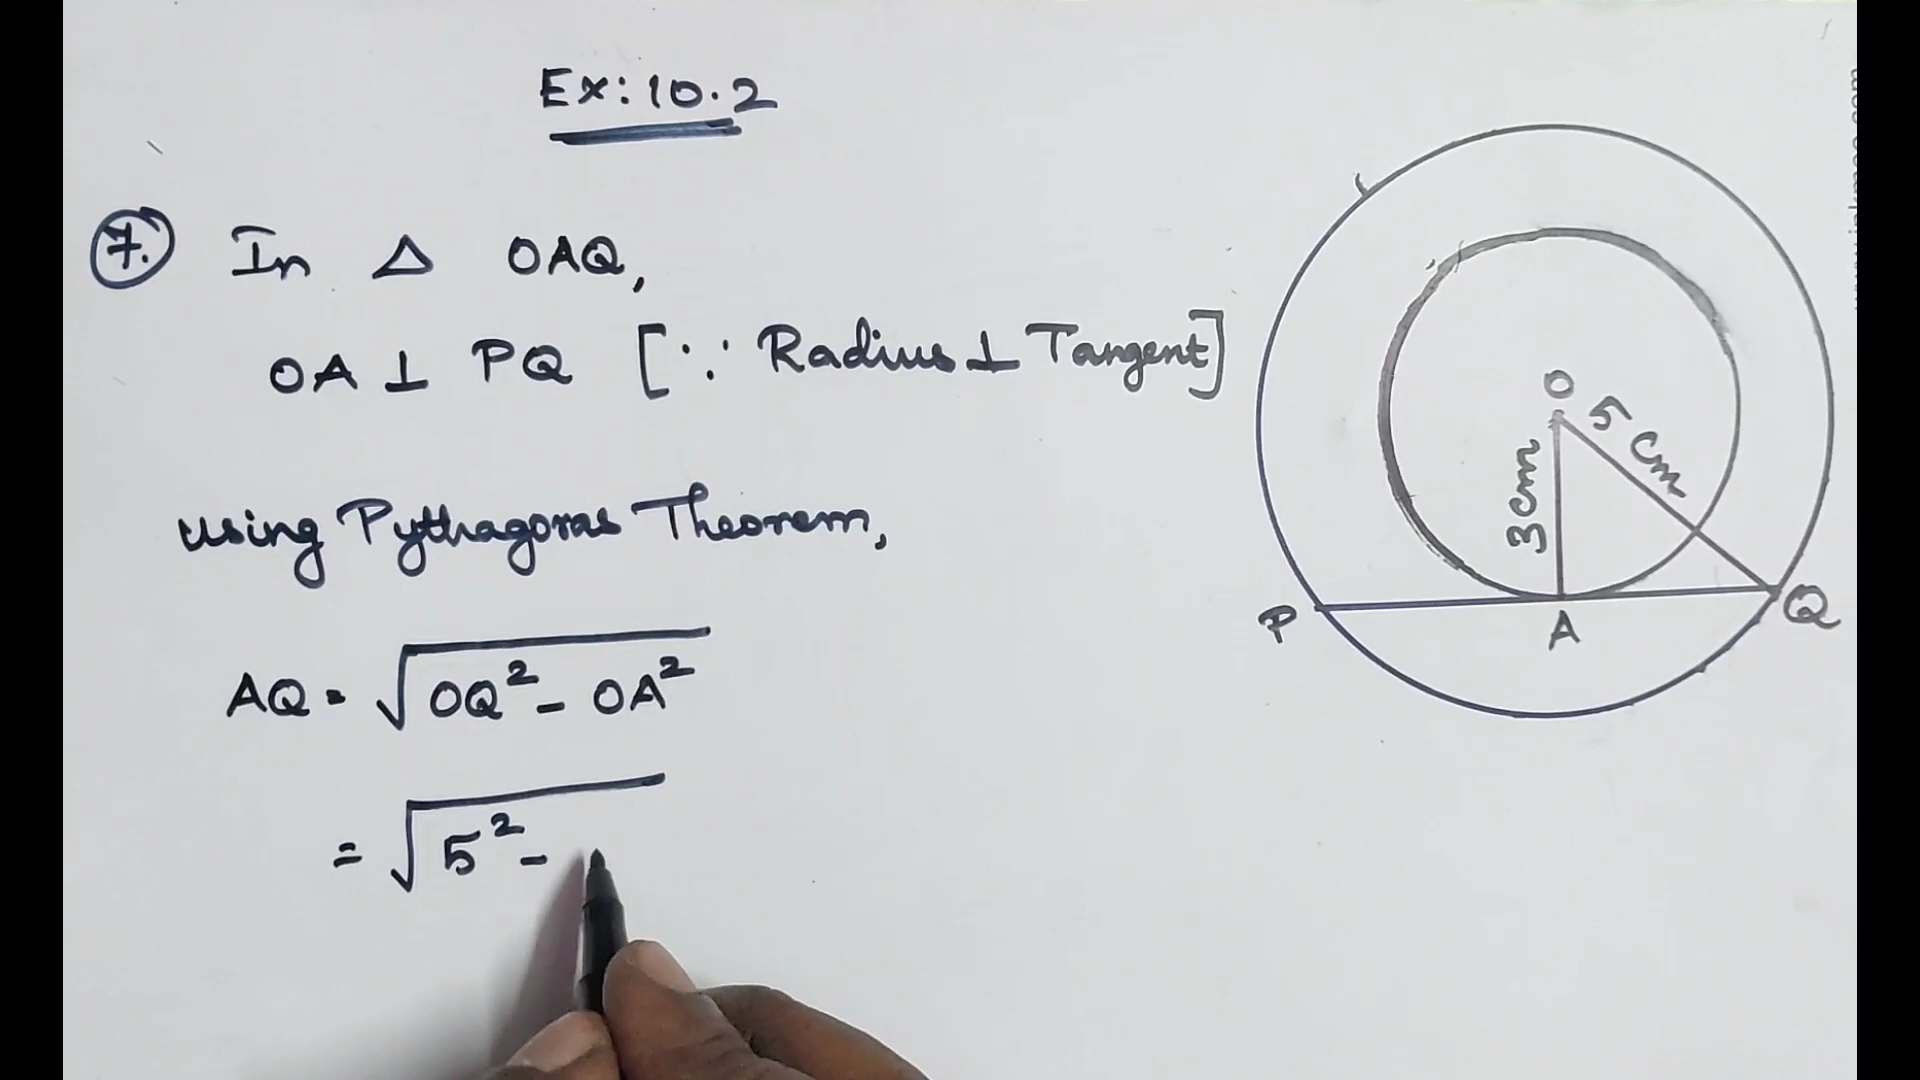 Ex: 10.2
7. In △ OAQ,
OA ⊥ PQ [∵ Radius ⊥ Tangent]
using Pythagoras Theorem,
AQ = √OQ² - OA²
= √5² -
O
5 cm
3cm
P
A
Q